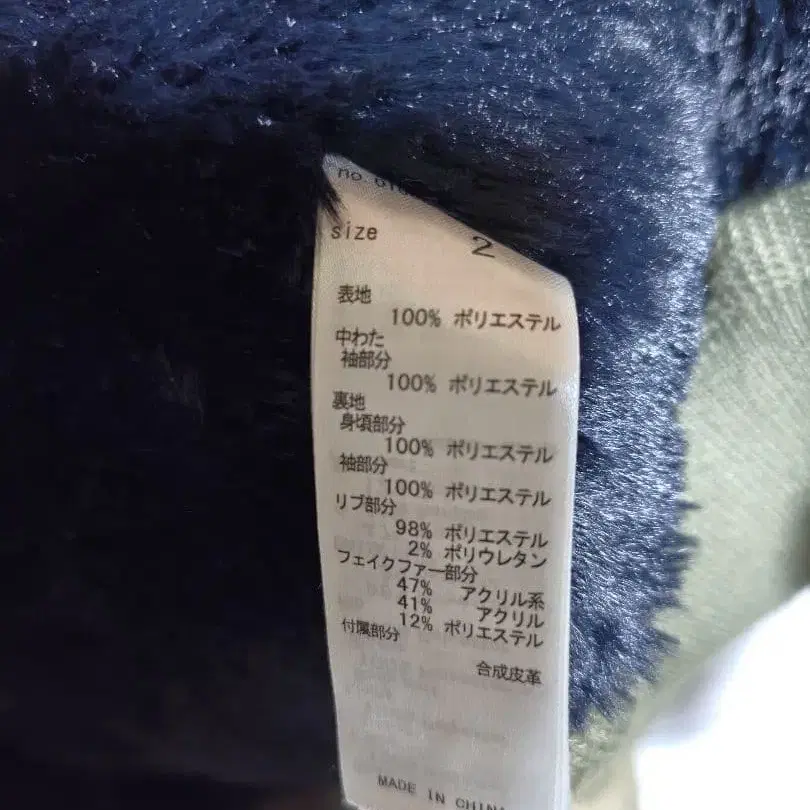 no
size 2
表地
100% ポリエステル
中わた
袖部分
100% ポリエステル
裏地
身頃部分
100% ポリエステル
袖部分
100% ポリエステル
リブ部分
98% ポリエステル
2% ポリウレタン
フェイクファー部分
47% アクリル系
41% アクリル
12% ポリエステル
付属部分
合成皮革
MADE IN CHINA